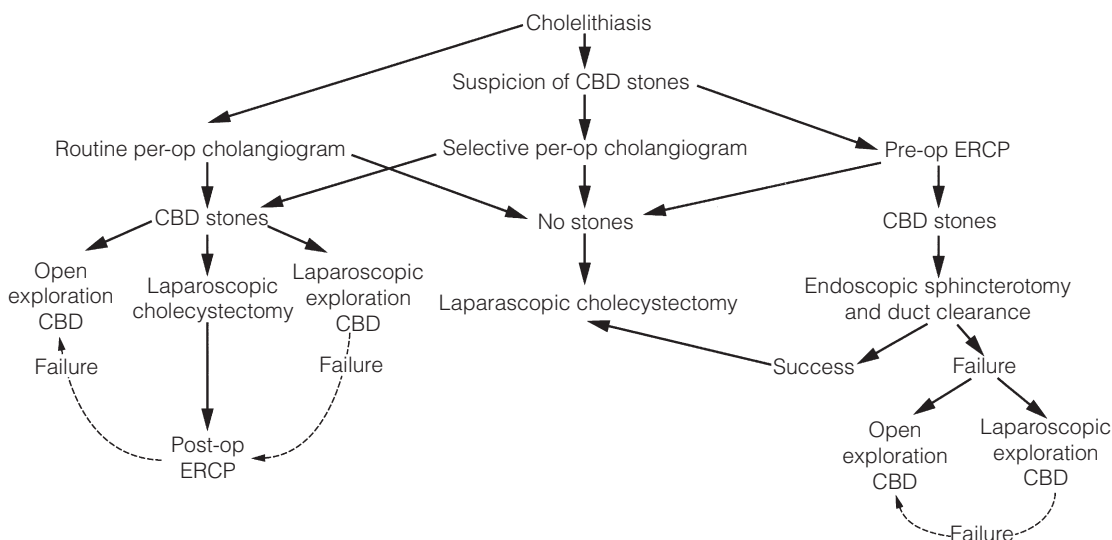 Cholelithiasis
Suspicion of CBD stones
Routine per-op cholangiogram
Selective per-op cholangiogram
Pre-op ERCP
CBD stones
No stones
CBD stones
Open
exploration
CBD
Laparoscopic
cholecystectomy
Laparoscopic
exploration
CBD
Laparascopic cholecystectomy
Endoscopic sphincterotomy
and duct clearance
Failure
Failure
Success
Failure
Post-op
ERCP
Open
exploration
CBD
Laparoscopic
exploration
CBD
Failure